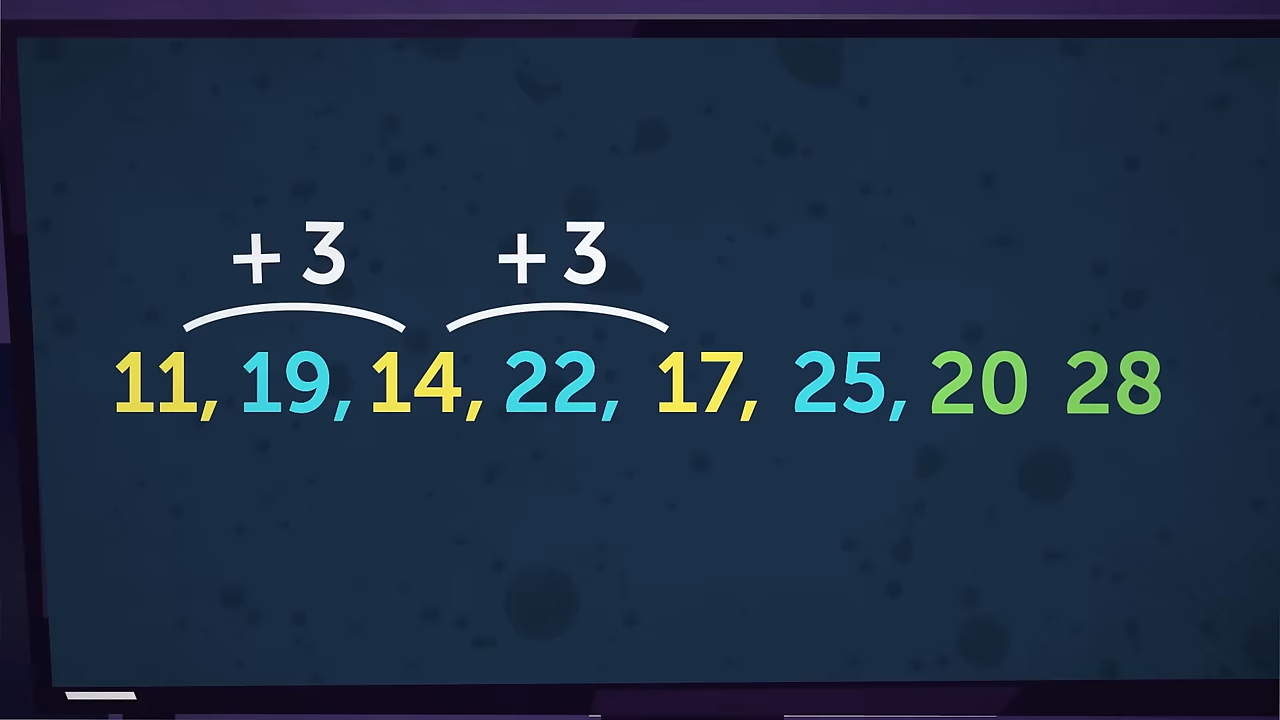 + 3 + 3
11, 19, 14, 22, 17, 25, 20 28